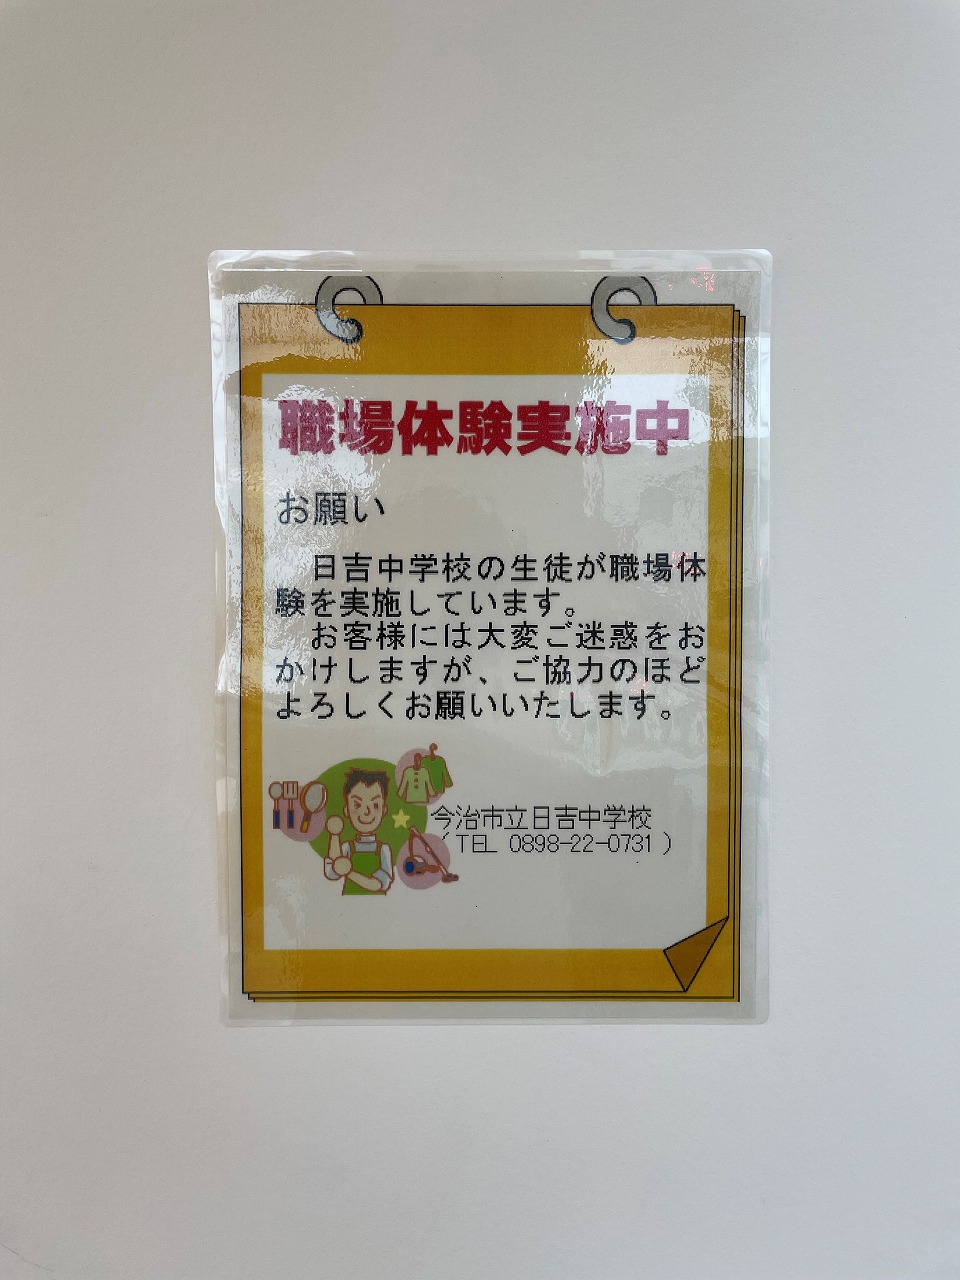 職場体験実施中
お願い
日吉中学校の生徒が職場体
験を実施しています。
お客様には大変ご迷惑をお
かけしますが、ご協力のほど
よろしくお願いいたします。
今治市立日吉中学校
（TEL 0898-22-0731）